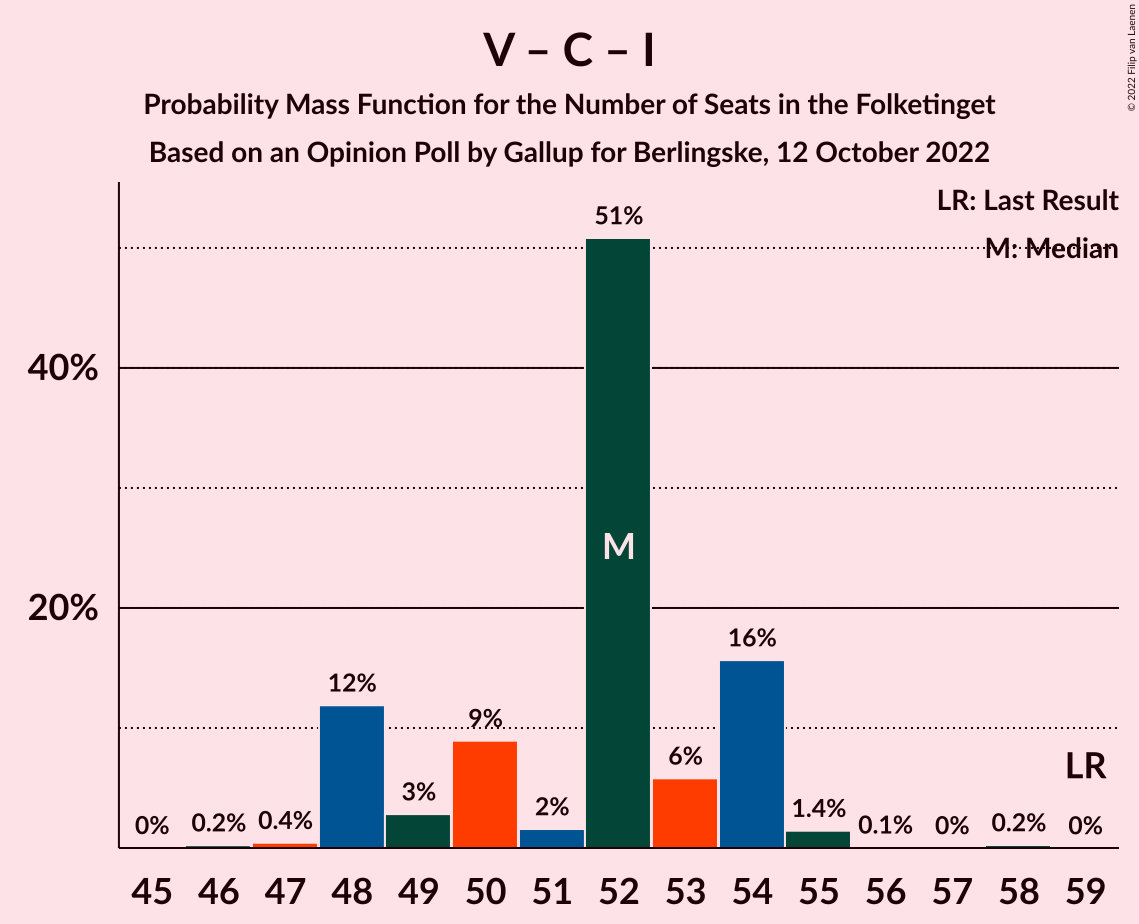 V – C – I
Probability Mass Function for the Number of Seats in the Folketinget
Based on an Opinion Poll by Gallup for Berlingske, 12 October 2022
© 2022 Filip van Laenen
LR: Last Result
M: Median
40%
20%
0%
0.2%
0.4%
12%
3%
9%
2%
51%
M
6%
16%
1.4%
0.1%
0%
0.2%
0%
LR
45 46 47 48 49 50 51 52 53 54 55 56 57 58 59